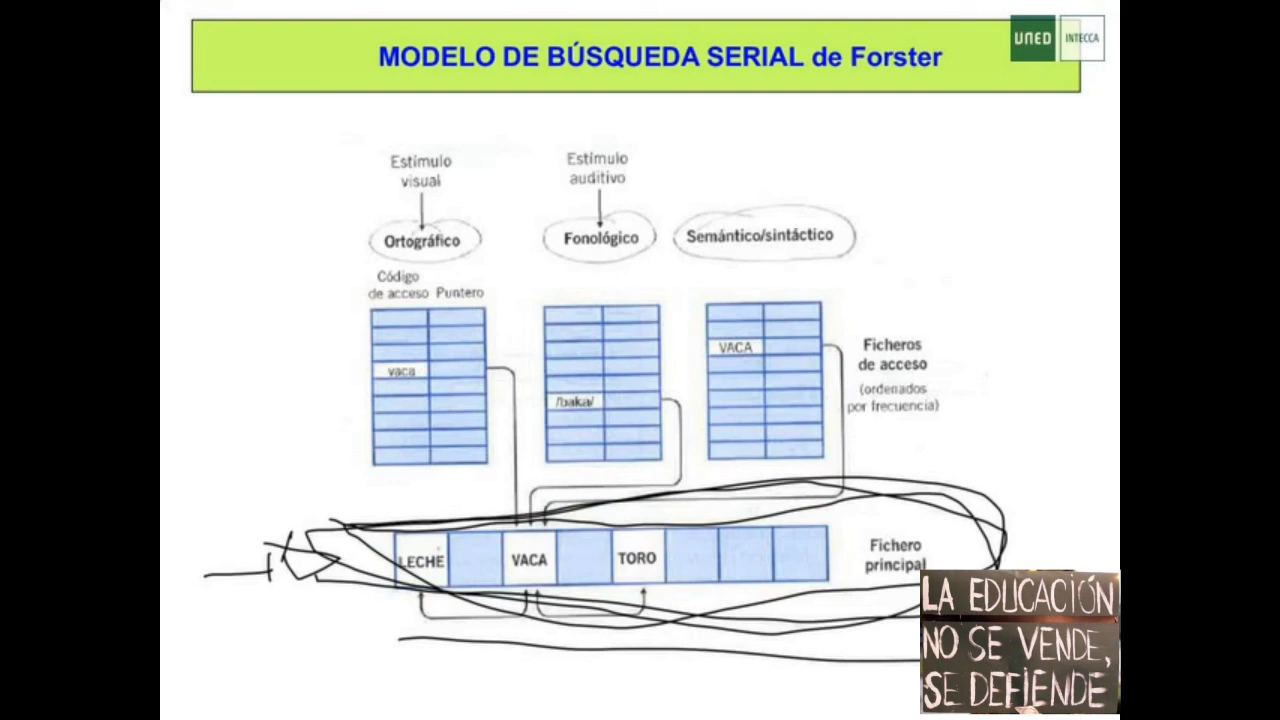 MODELO DE BÚSQUEDA SERIAL de Forster
UNED
INTECCA
Estímulo
visual
Estímulo
auditivo
Ortográfico
Fonológico
Semántico/sintáctico
Código
de acceso Puntero
vaca
/baka/
VACA
Ficheros
de acceso
(ordenados
por frecuencia)
LECHE
VACA
TORO
Fichero
principal
LA EDUCACIÓN
NO SE VENDE,
SE DEFIENDE